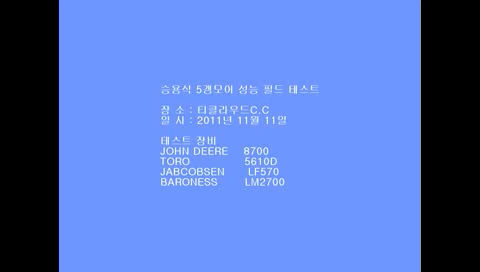 승용식 5갱모어 성능 필드 테스트
장 소 : 티클라우드C.C
일 시 : 2011년 11월 11일
테스트 장비
JOHN DEERE 8700
TORO 5610D
JABCOBSEN LF570
BARONESS LM2700